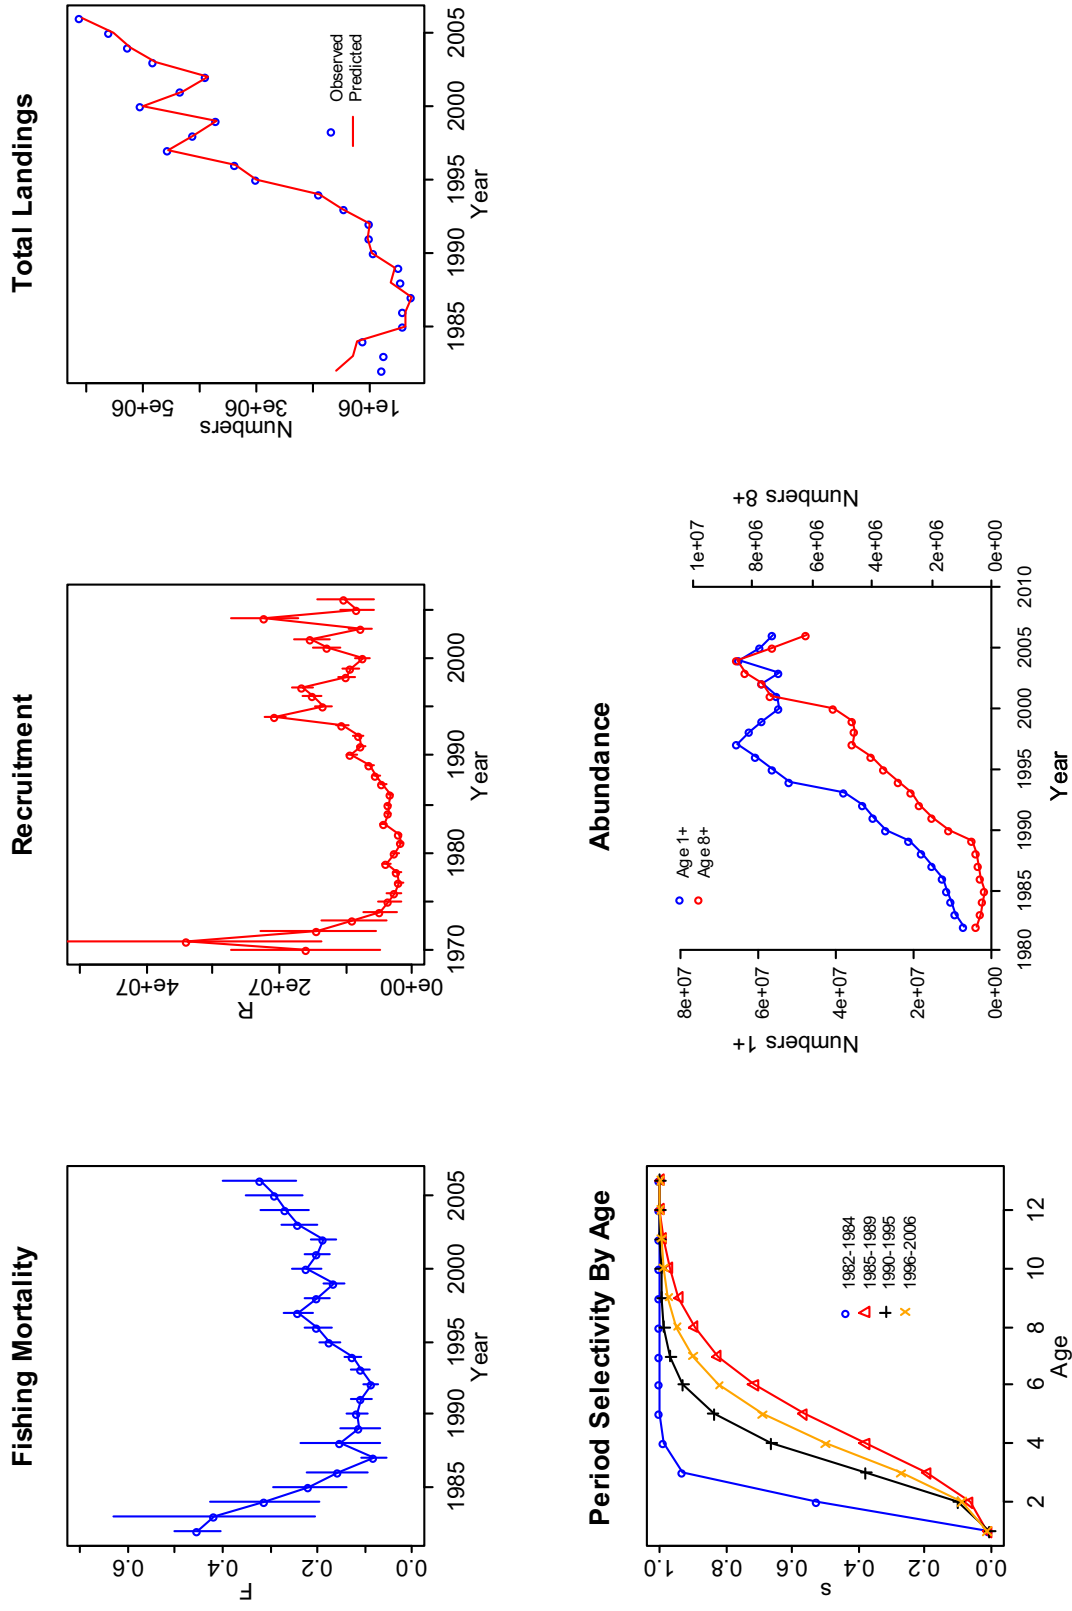 Fishing Mortality
F
0.0 0.2 0.4 0.6
1985 1990 1995 2000 2005
Year
Recruitment
R
0e+00 2e+07 4e+07
1970 1980 1990 2000
Year
Total Landings
Numbers
1e+06 3e+06 5e+06
1985 1990 1995 2000 2005
Year
Observed
Predicted
Period Selectivity By Age
s
0.0 0.2 0.4 0.6 0.8 1.0
2 4 6 8 10 12
Age
1982-1984
1985-1989
1990-1995
1996-2006
Abundance
Numbers 1+
0e+00 2e+07 4e+07 6e+07 8e+07
1980 1985 1990 1995 2000 2005 2010
Year
Numbers 8+
0e+00 2e+06 4e+06 6e+06 8e+06 1e+07
Age 1+
Age 8+